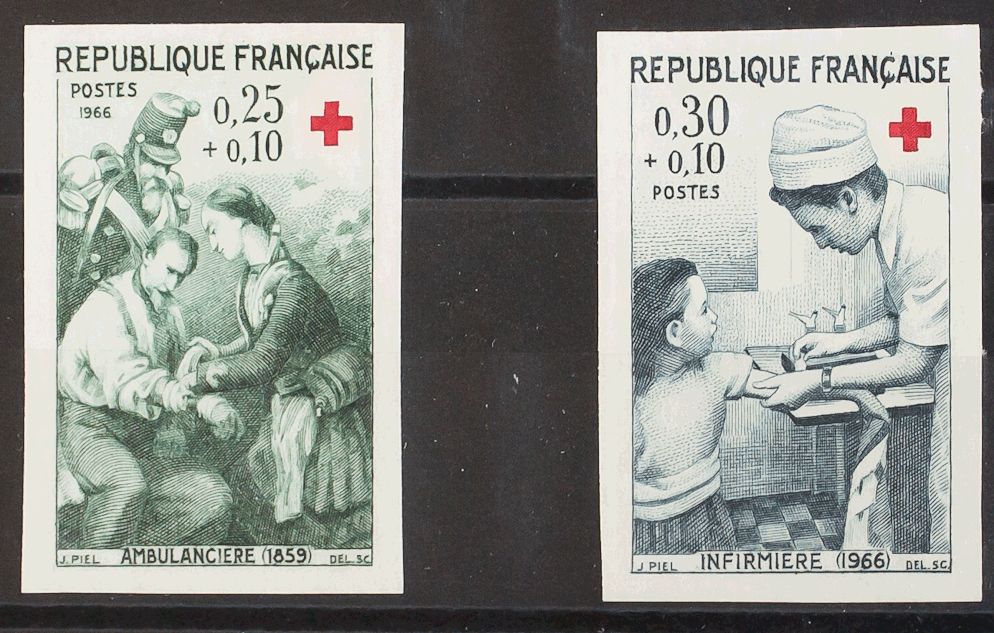 REPUBLIQUE FRANÇAISE
POSTES
1966
0,25
+ 0,10
J. PIEL AMBULANCIERE (1859) DEL. SC.
REPUBLIQUE FRANÇAISE
0,30
+ 0,10
POSTES
J PIEL INFIRMIERE (1966) DEL. SC.